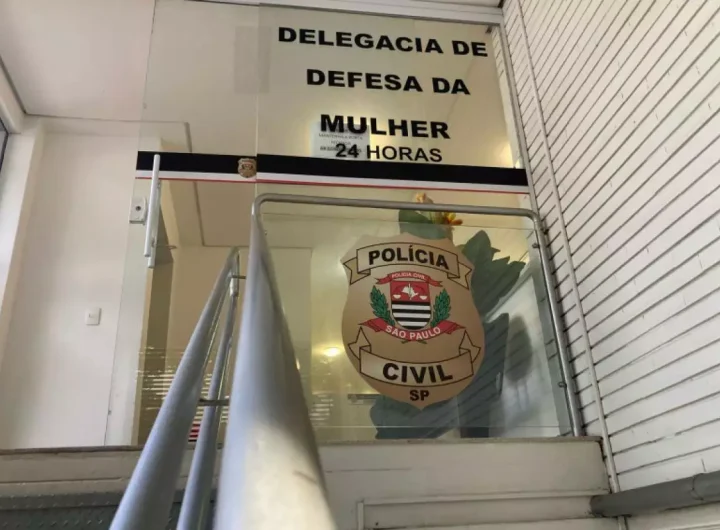 DELEGACIA DE
DEFESA DA
MULHER
24 HORAS
POLÍCIA
POLÍCIA CIVIL
SÃO PAULO
CIVIL
SP